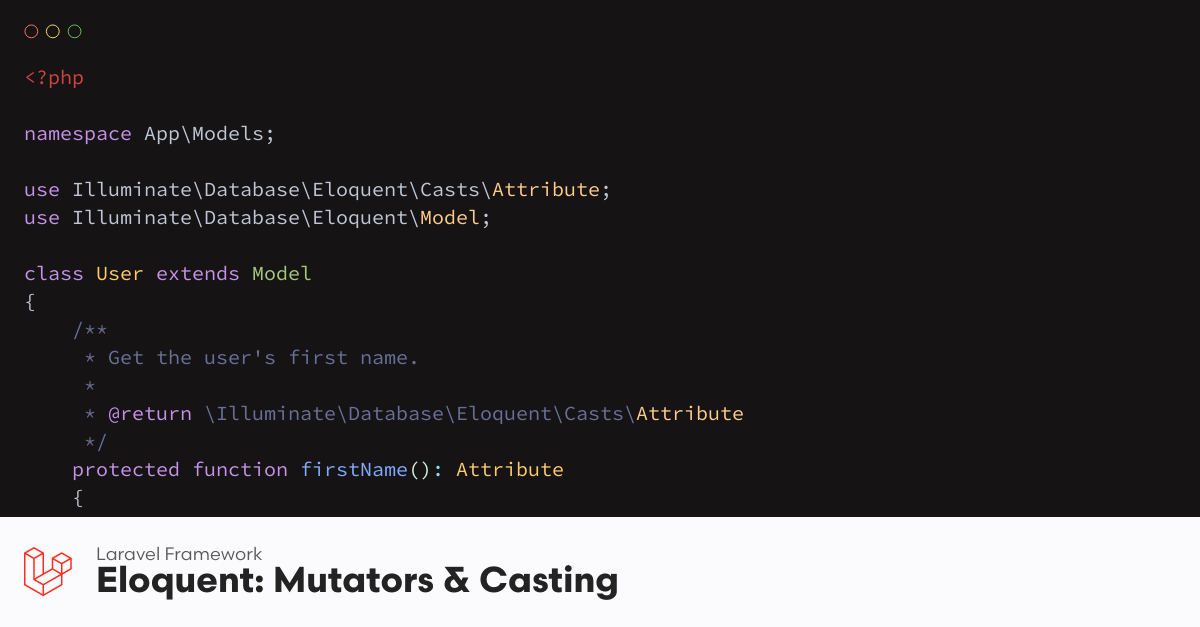 <?php
namespace App\Models;
use Illuminate\Database\Eloquent\Casts\Attribute;
use Illuminate\Database\Eloquent\Model;
class User extends Model
{
    /**
     * Get the user's first name.
     *
     * @return \Illuminate\Database\Eloquent\Casts\Attribute
     */
    protected function firstName(): Attribute
    {
Laravel Framework
Eloquent: Mutators & Casting